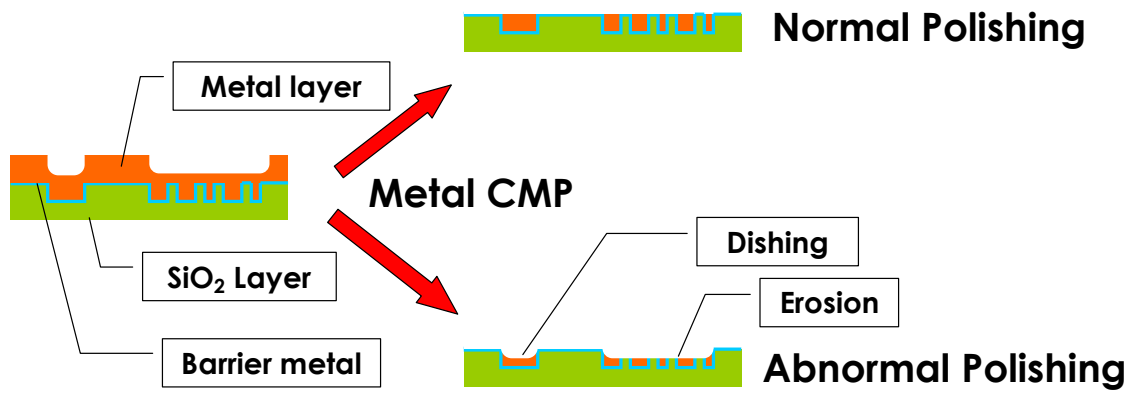 Normal Polishing
Metal layer
Metal CMP
Dishing
SiO₂ Layer
Erosion
Barrier metal
Abnormal Polishing